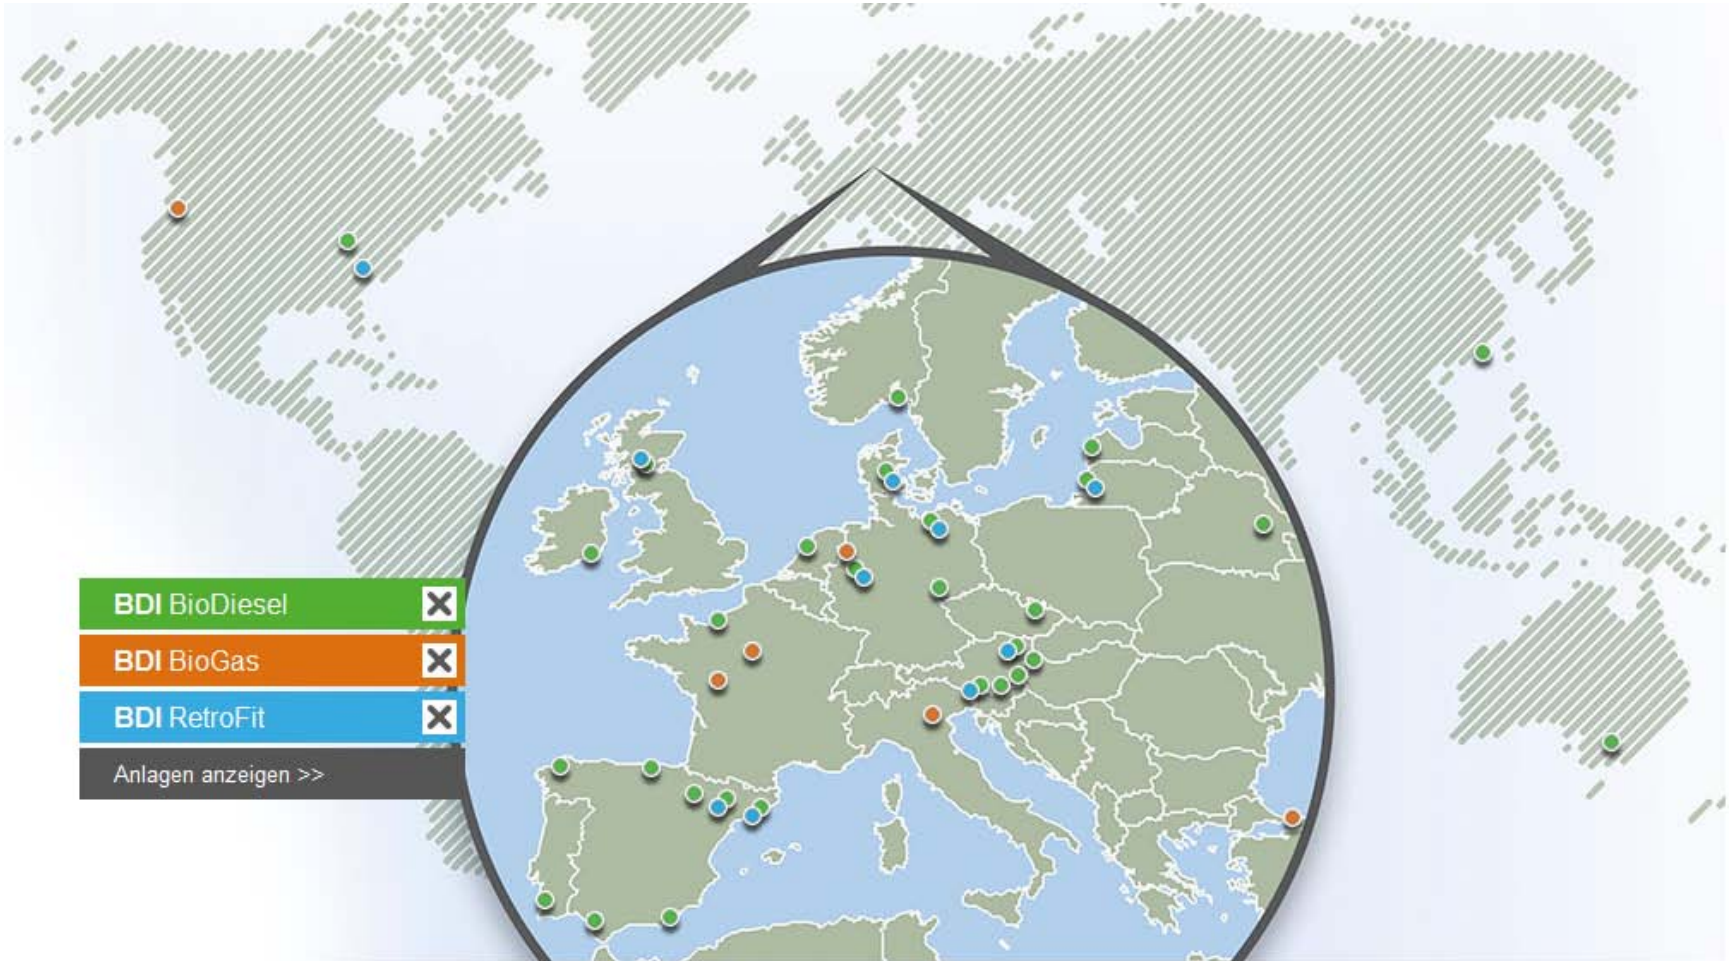 BDI BioDiesel
BDI BioGas
BDI RetroFit
Anlagen anzeigen >>